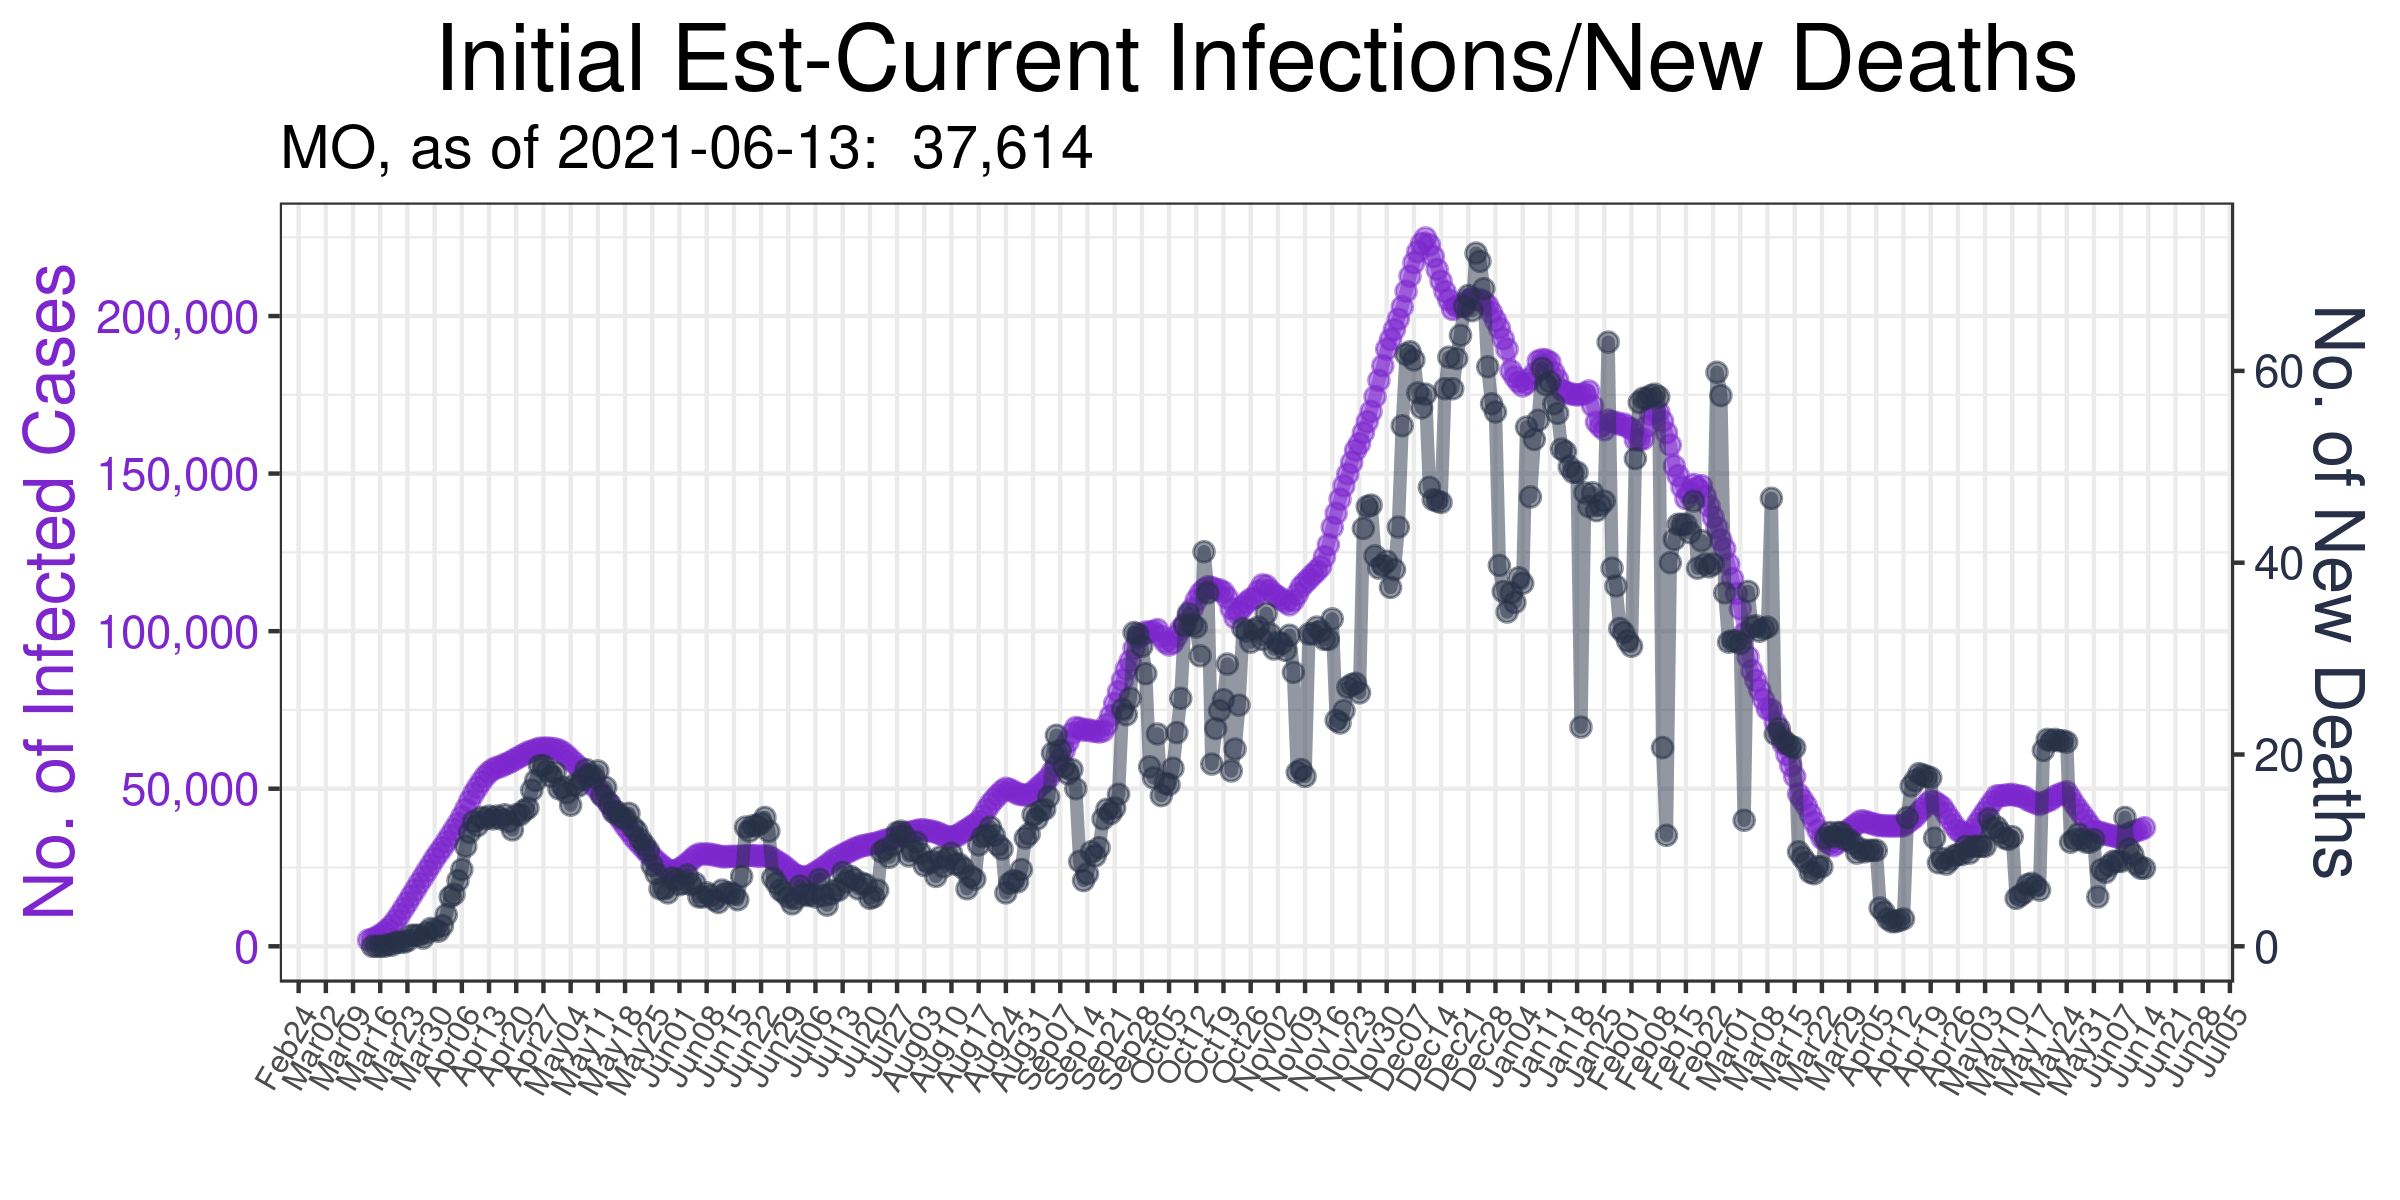 Initial Est-Current Infections/New Deaths
MO, as of 2021-06-13: 37,614
No. of Infected Cases
200,000
150,000
100,000
50,000
0
60
40
20
0
No. of New Deaths
Feb24
Mar02
Mar09
Mar16
Mar23
Mar30
Apr06
Apr13
Apr20
Apr27
May04
May11
May18
May25
Jun01
Jun08
Jun15
Jun22
Jun29
Jul06
Jul13
Jul20
Jul27
Aug03
Aug10
Aug17
Aug24
Aug31
Sep07
Sep14
Sep21
Sep28
Oct05
Oct12
Oct19
Oct26
Nov02
Nov09
Nov16
Nov23
Nov30
Dec07
Dec14
Dec21
Dec28
Jan04
Jan11
Jan18
Jan25
Feb01
Feb08
Feb15
Feb22
Mar01
Mar08
Mar15
Mar22
Mar29
Apr05
Apr12
Apr19
Apr26
May03
May10
May17
May24
May31
Jun07
Jun14
Jun21
Jun28
Jul05